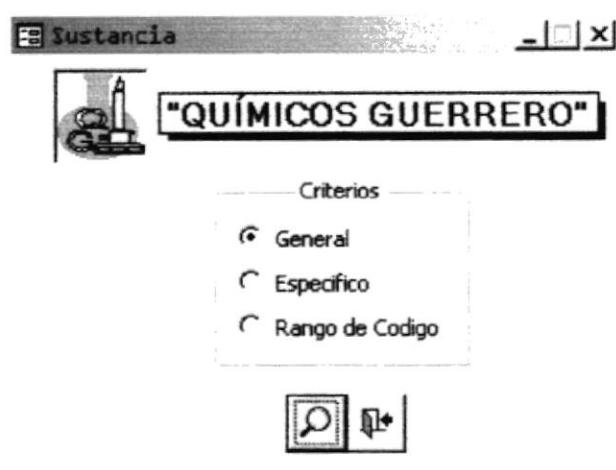 Sustancia
"QUÍMICOS GUERRERO"
Criterios
General
Especifico
Rango de Codigo